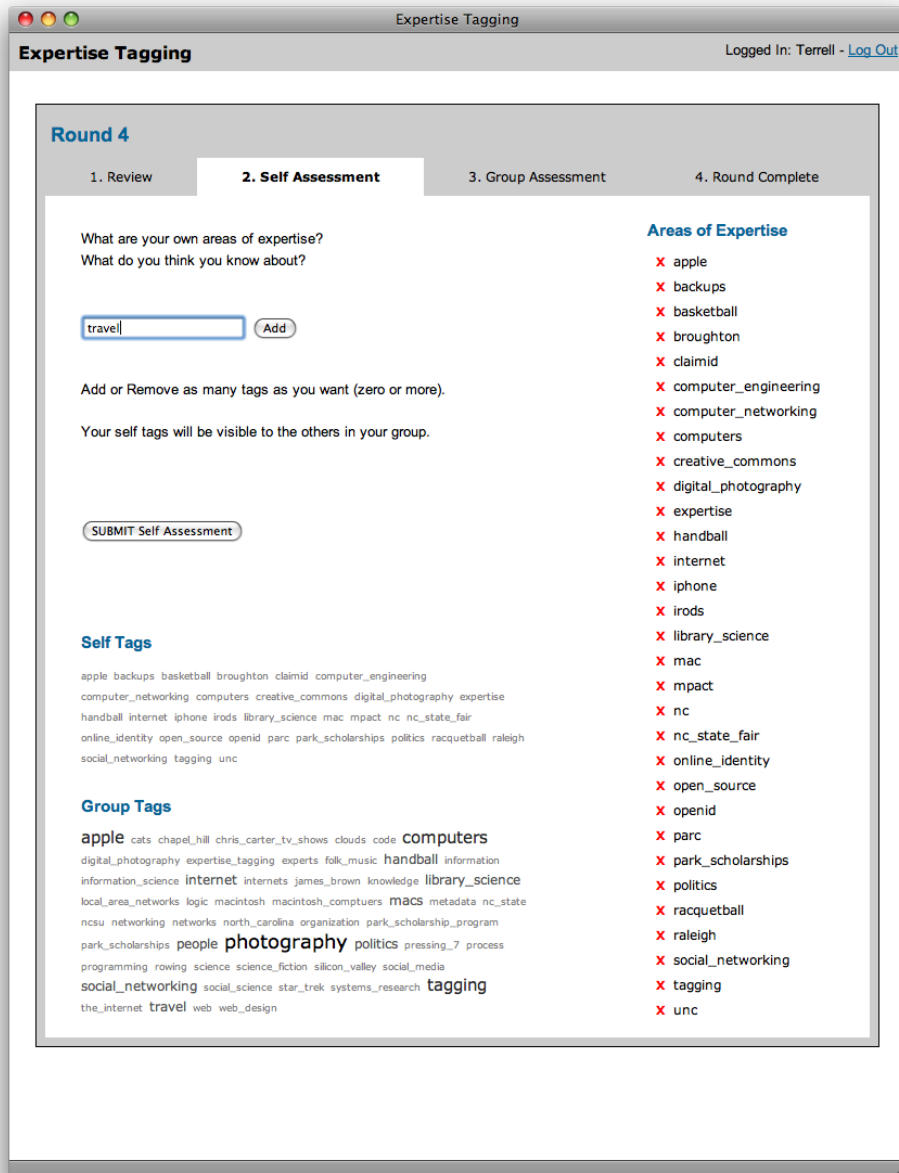 Expertise Tagging
Expertise Tagging
Logged In: Terrell - Log Out
Round 4
1. Review
2. Self Assessment
3. Group Assessment
4. Round Complete
What are your own areas of expertise?
What do you think you know about?
travel
Add
Add or Remove as many tags as you want (zero or more).
Your self tags will be visible to the others in your group.
SUBMIT Self Assessment
Self Tags
apple backups basketball broughton claimid computer_engineering
computer_networking computers creative_commons digital_photography expertise
handball internet iphone irods library_science mac mpact nc nc_state_fair
online_identity open_source openid parc park_scholarships politics racquetball raleigh
social_networking tagging unc
Group Tags
apple cats chapel_hill chris_carter_tv_shows clouds code computers
digital_photography expertise_tagging experts folk_music handball information
information_science internet internets james_brown knowledge library_science
local_area_networks logic macintosh macintosh_comptuers macs metadata nc_state
ncsu networking networks north_carolina organization park_scholarship_program
park_scholarships people photography politics pressing_7 process
programming rowing science science_fiction silicon_valley social_media
social_networking social_science star_trek systems_research tagging
the_internet travel web web_design
Areas of Expertise
X apple
X backups
X basketball
X broughton
X claimid
X computer_engineering
X computer_networking
X computers
X creative_commons
X digital_photography
X expertise
X handball
X internet
X iphone
X irods
X library_science
X mac
X mpact
X nc
X nc_state_fair
X online_identity
X open_source
X openid
X parc
X park_scholarships
X politics
X racquetball
X raleigh
X social_networking
X tagging
X unc